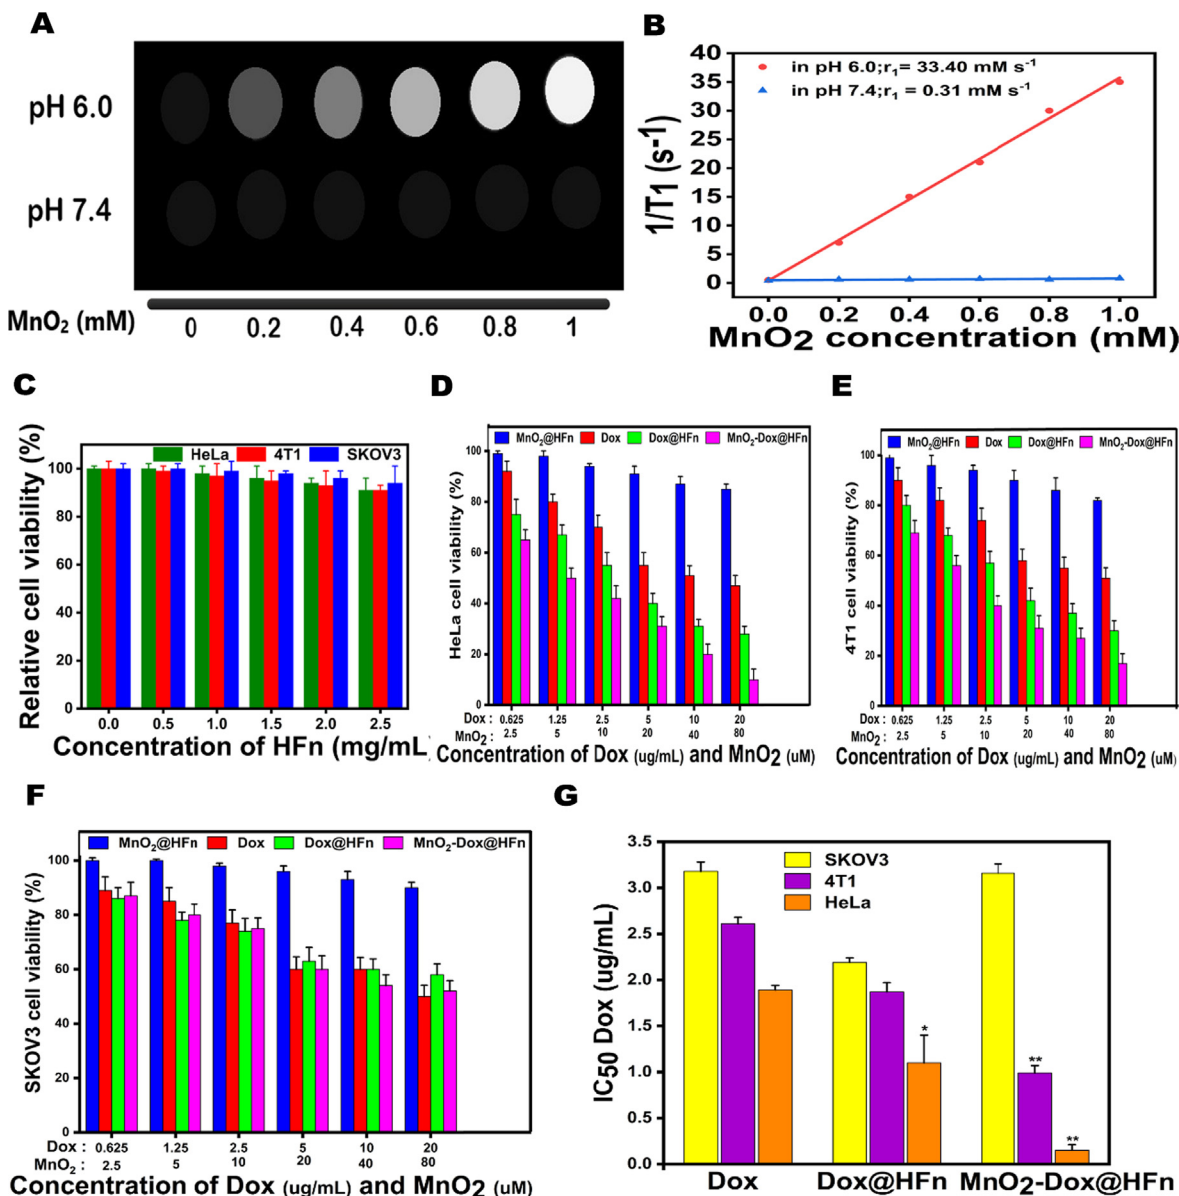 A
pH 6.0
pH 7.4
MnO₂ (mM)
0 0.2 0.4 0.6 0.8 1
B
40
35
30
25
20
15
10
5
0
1/T1 (s-1)
in pH 6.0;r₁= 33.40 mM s⁻¹
in pH 7.4;r₁ = 0.31 mM s⁻¹
0.0 0.2 0.4 0.6 0.8 1.0
MnO2 concentration (mM)
C
Relative cell viability (%)
100
80
60
40
20
0
HeLa 4T1 SKOV3
0.0 0.5 1.0 1.5 2.0 2.5
Concentration of HFn (mg/mL
D
HeLa cell viability (%)
100
80
60
40
20
0
MnO₂@HFn Dox Dox@HFn MnO₂-Dox@HFn
Dox : 0.625 1.25 2.5 5 10 20
MnO₂ : 2.5 5 10 20 40 80
Concentration of Dox (ug/mL) and MnO₂ (uM)
E
4T1 cell viability (%)
100
80
60
40
20
0
MnO₂@HFn Dox Dox@HFn MnO₂-Dox@HFn
Dox : 0.625 1.25 2.5 5 10 20
MnO₂ : 2.5 5 10 20 40 80
Concentration of Dox (ug/mL) and MnO₂ (uM)
F
SKOV3 cell viability (%)
100
80
60
40
20
0
MnO₂@HFn Dox Dox@HFn MnO₂-Dox@HFn
Dox : 0.625 1.25 2.5 5 10 20
MnO₂ : 2.5 5 10 20 40 80
Concentration of Dox (ug/mL) and MnO₂ (uM)
G
IC50 Dox (ug/mL)
3.5
3.0
2.5
2.0
1.5
1.0
0.5
0.0
SKOV3
4T1
HeLa
*
**
**
Dox Dox@HFn MnO₂-Dox@HFn